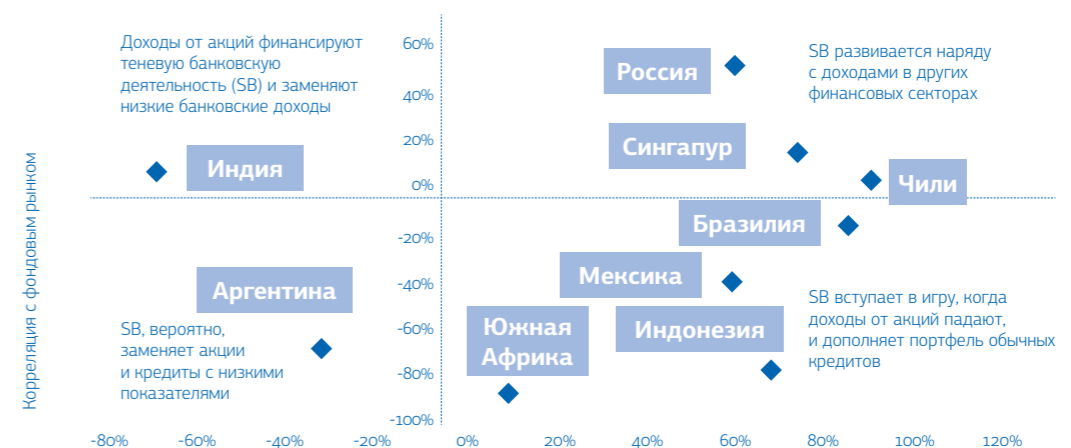 Доходы от акций финансируют
теневую банковскую
деятельность (SB) и заменяют
низкие банковские доходы
SB развивается наряду
с доходами в других
финансовых секторах
60%
40%
20%
0%
-20%
-40%
-60%
-80%
-100%
Корреляция с фондовым рынком
Россия
Сингапур
Индия
Чили
Бразилия
Мексика
Аргентина
Южная
Африка
Индонезия
SB, вероятно,
заменяет акции
и кредиты с низкими
показателями
SB вступает в игру, когда
доходы от акций падают,
и дополняет портфель обычных
кредитов
-80% -60% -40% -20% 0% 20% 40% 60% 80% 100% 120%